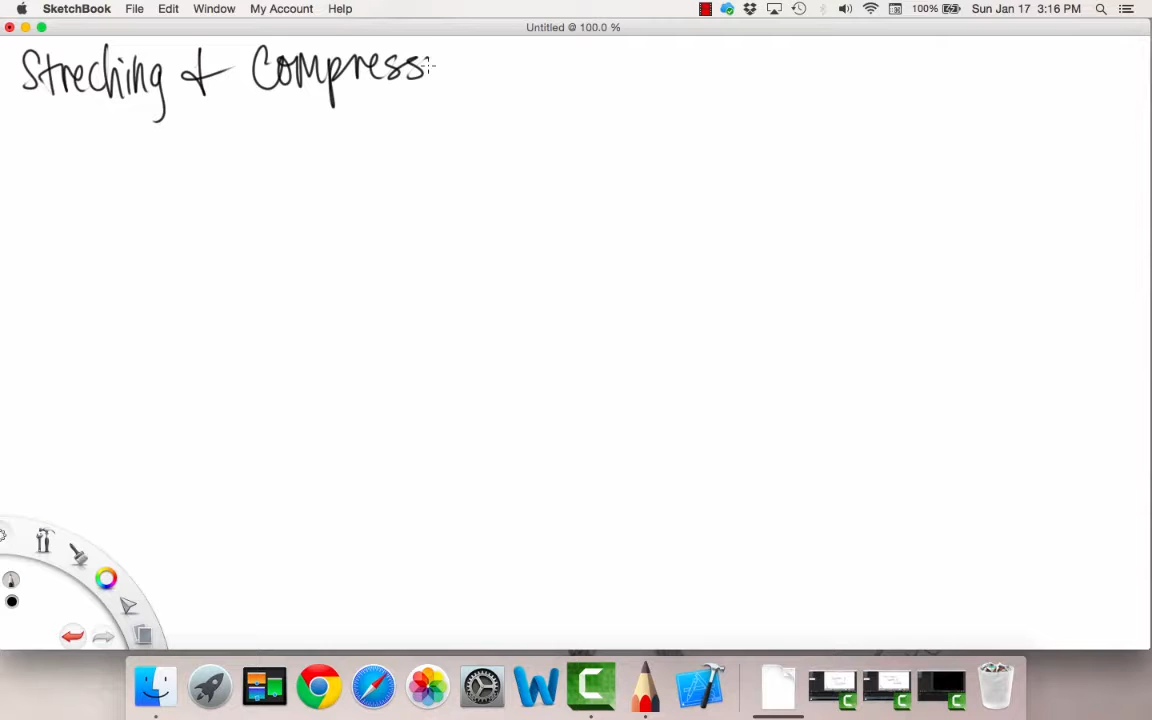 SketchBook File Edit Window My Account Help 100% Sun Jan 17 3:16 PM
Untitled @ 100.0 %
Streching & Compress